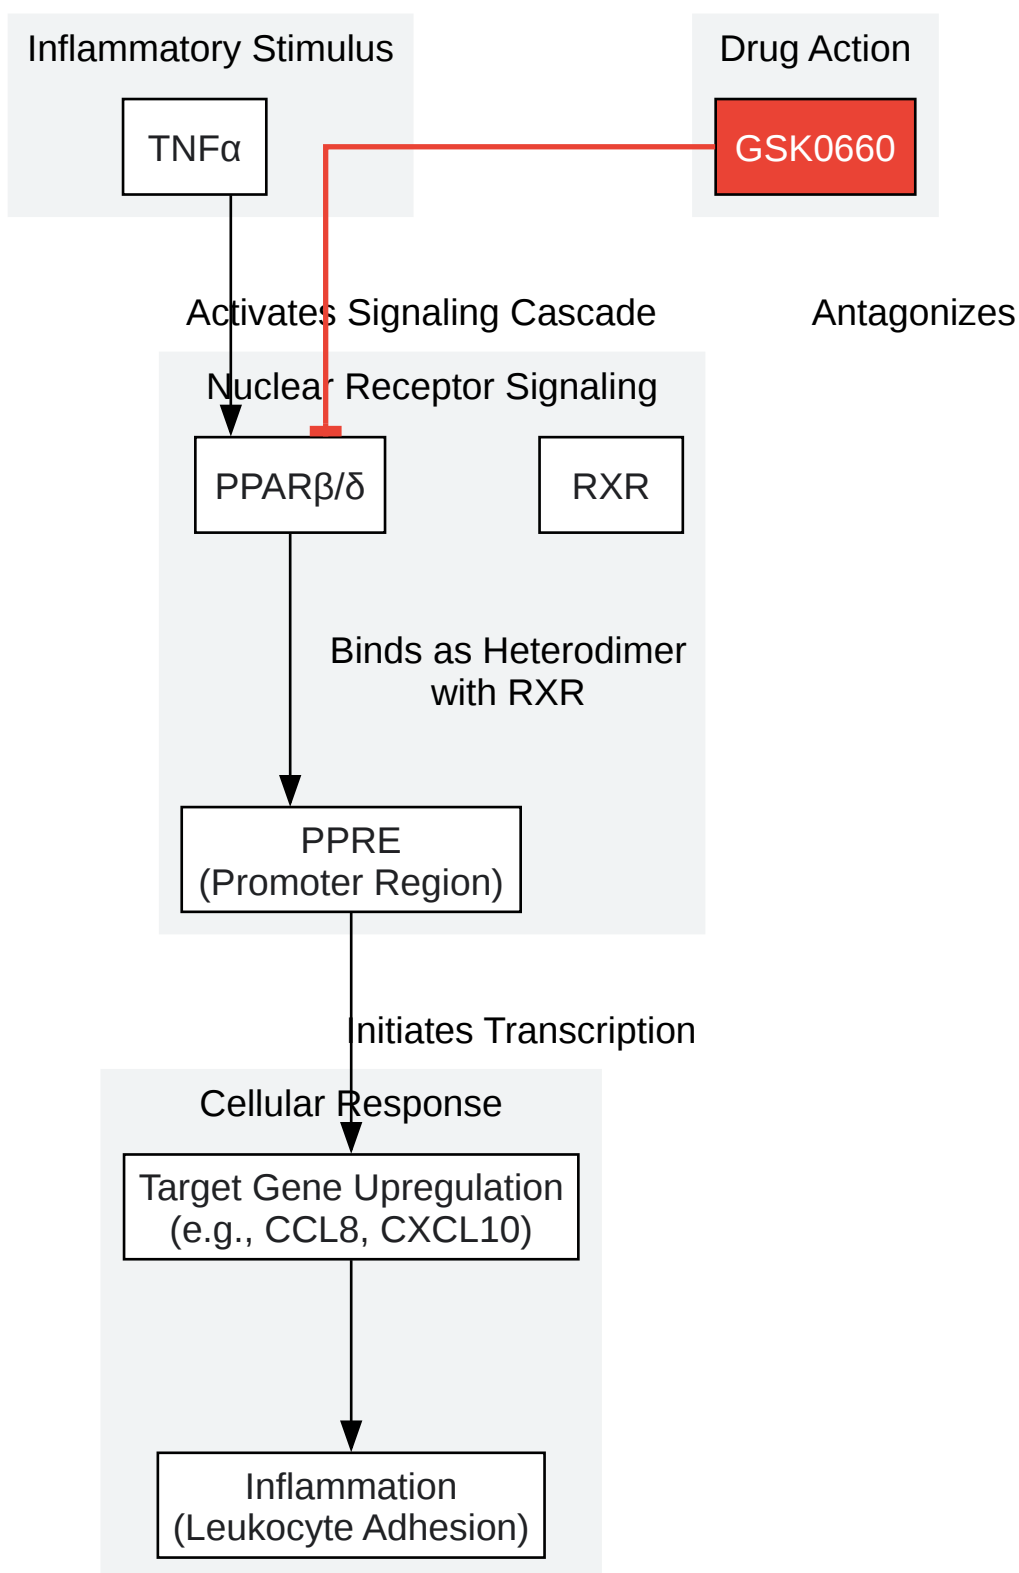 Inflammatory Stimulus
Drug Action
TNFα
GSK0660
Activates Signaling Cascade
Antagonizes
Nuclear Receptor Signaling
PPARβ/δ
RXR
Binds as Heterodimer
with RXR
PPRE
(Promoter Region)
Initiates Transcription
Cellular Response
Target Gene Upregulation
(e.g., CCL8, CXCL10)
Inflammation
(Leukocyte Adhesion)